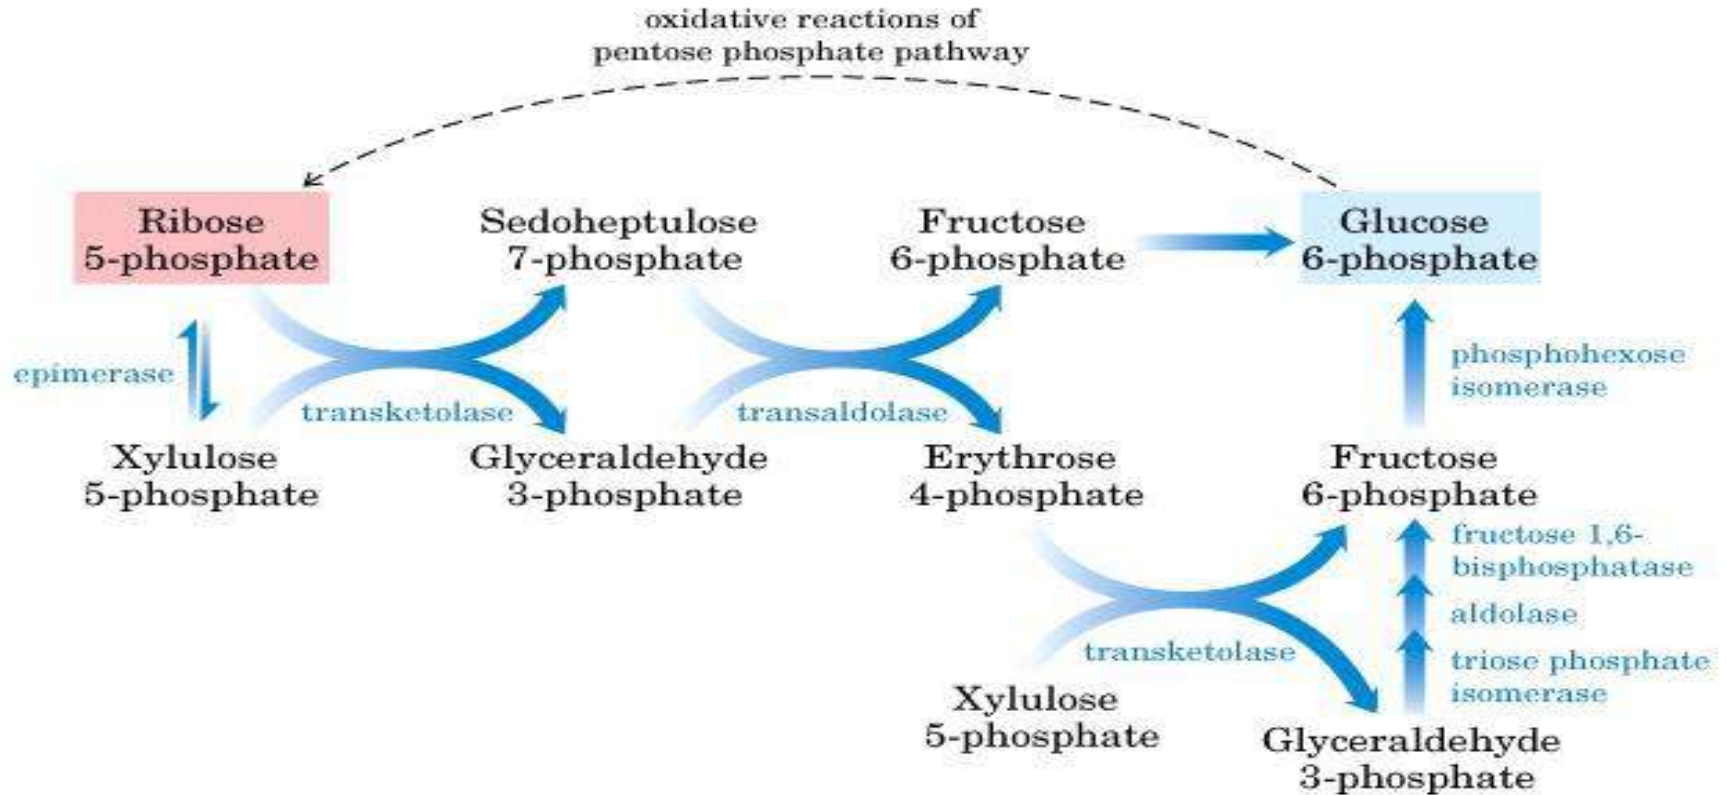 oxidative reactions of
pentose phosphate pathway
Ribose
5-phosphate
Sedoheptulose
7-phosphate
Fructose
6-phosphate
Glucose
6-phosphate
epimerase
transketolase
transaldolase
phosphohexose
isomerase
Xylulose
5-phosphate
Glyceraldehyde
3-phosphate
Erythrose
4-phosphate
Fructose
6-phosphate
fructose 1,6-
bisphosphatase
aldolase
transketolase
triose phosphate
isomerase
Xylulose
5-phosphate
Glyceraldehyde
3-phosphate